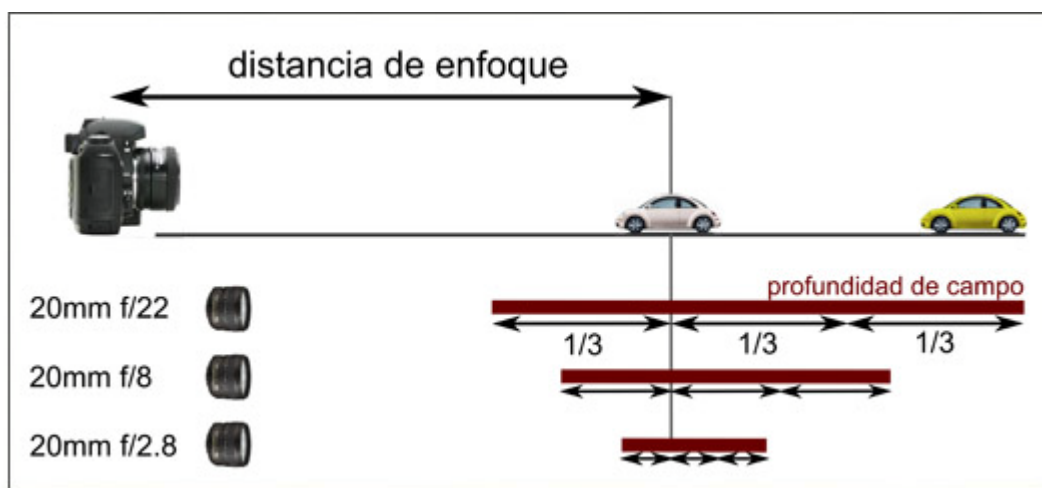 distancia de enfoque
profundidad de campo
20mm f/22
1/3 1/3 1/3
20mm f/8
20mm f/2.8